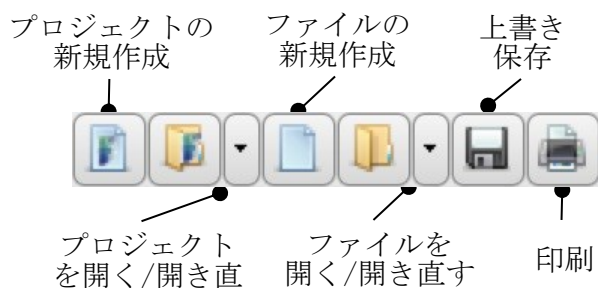 プロジェクトの
新規作成
ファイルの
新規作成
上書き
保存
プロジェクト
を開く/開き直
ファイルを
開く/開き直す
印刷